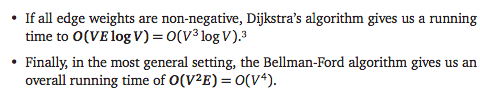 • If all edge weights are non-negative, Dijkstra's algorithm gives us a running
time to O(VE log V) = O(V³ log V).³
• Finally, in the most general setting, the Bellman-Ford algorithm gives us an
overall running time of O(V²E) = O(V⁴).